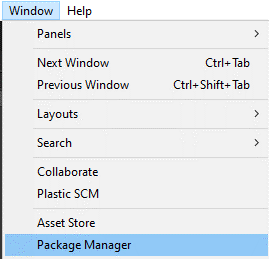 Window Help
Panels >
Next Window Ctrl+Tab
Previous Window Ctrl+Shift+Tab
Layouts >
Search >
Collaborate
Plastic SCM
Asset Store
Package Manager